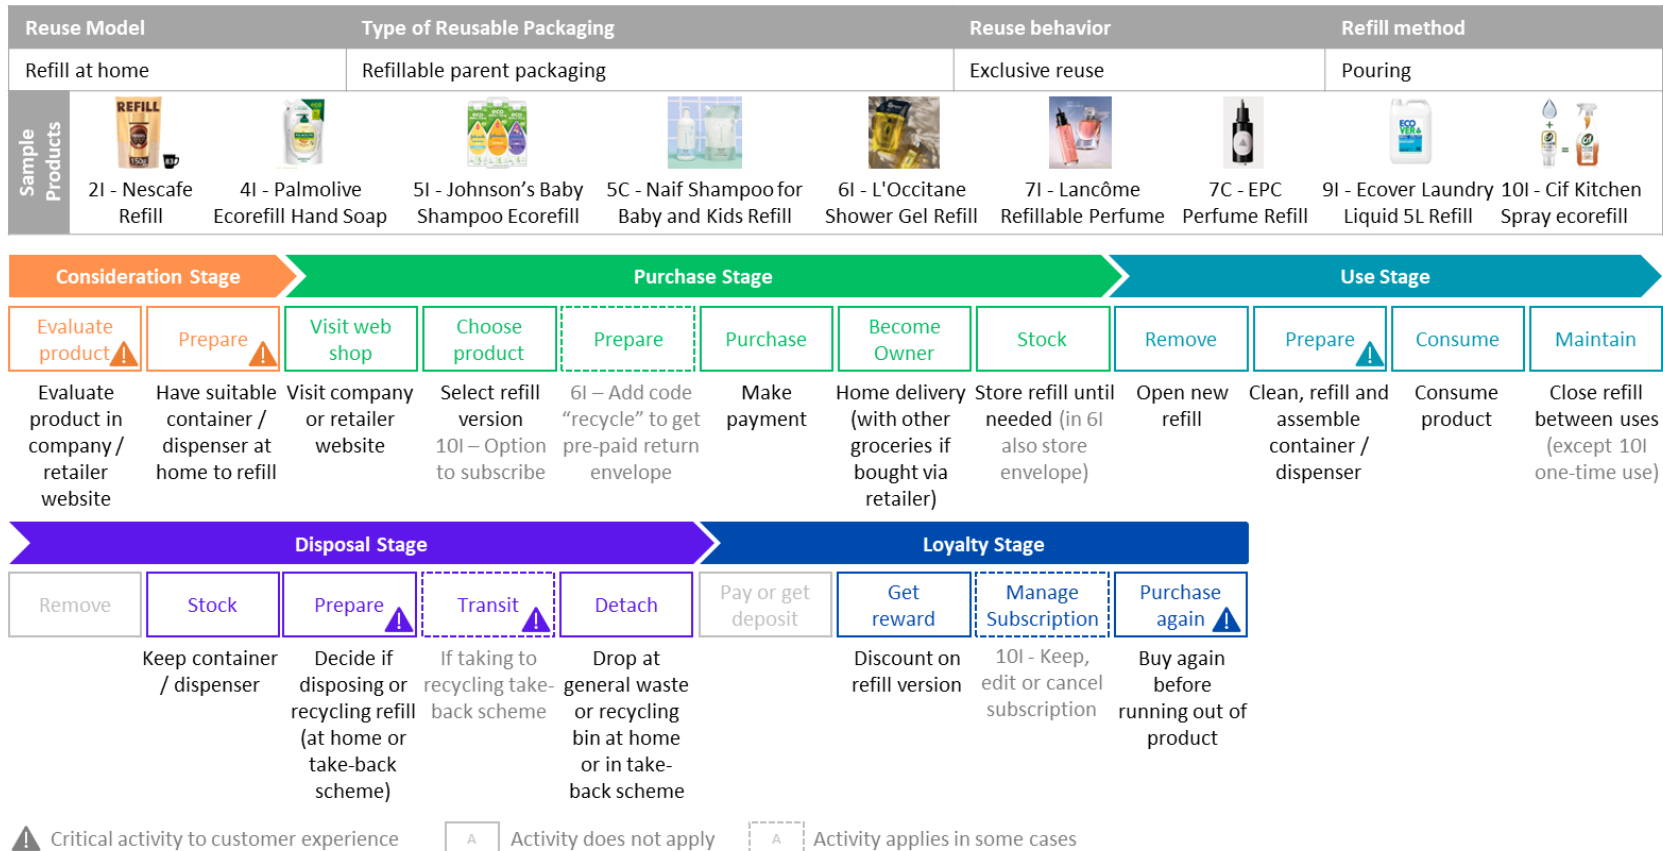 Reuse Model
Type of Reusable Packaging
Reuse behavior
Refill method
Refill at home
Refillable parent packaging
Exclusive reuse
Pouring
Sample
Products
REFILL
150g
ECO
VER
Cif
2I - Nescafe
Refill
4I - Palmolive
Ecorefill Hand Soap
5I - Johnson’s Baby
Shampoo Ecorefill
5C - Naif Shampoo for
Baby and Kids Refill
6I - L'Occitane
Shower Gel Refill
7I - Lancôme
Refillable Perfume
7C - EPC
Perfume Refill
9I - Ecover Laundry
Liquid 5L Refill
10I - Cif Kitchen
Spray ecorefill
Consideration Stage
Purchase Stage
Use Stage
Evaluate
product
Prepare
Visit web
shop
Choose
product
Prepare
Purchase
Become
Owner
Stock
Remove
Prepare
Consume
Maintain
Evaluate
product in
company /
retailer
website
Have suitable
container /
dispenser at
home to refill
Visit company
or retailer
website
Select refill
version
10I – Option
to subscribe
6I – Add code
“recycle” to get
pre-paid return
envelope
Make
payment
Home delivery
(with other
groceries if
bought via
retailer)
Store refill until
needed (in 6I
also store
envelope)
Open new
refill
Clean, refill and
assemble
container /
dispenser
Consume
product
Close refill
between uses
(except 10I
one-time use)
Disposal Stage
Loyalty Stage
Remove
Stock
Prepare
Transit
Detach
Pay or get
deposit
Get
reward
Manage
Subscription
Purchase
again
Keep container
/ dispenser
Decide if
disposing or
recycling refill
(at home or
take-back
scheme)
If taking to
recycling take-
back scheme
Drop at
general waste
or recycling
bin at home
or in take-
back scheme
Discount on
refill version
10I - Keep,
edit or cancel
subscription
Buy again
before
running out of
product
Critical activity to customer experience
A
Activity does not apply
A
Activity applies in some cases